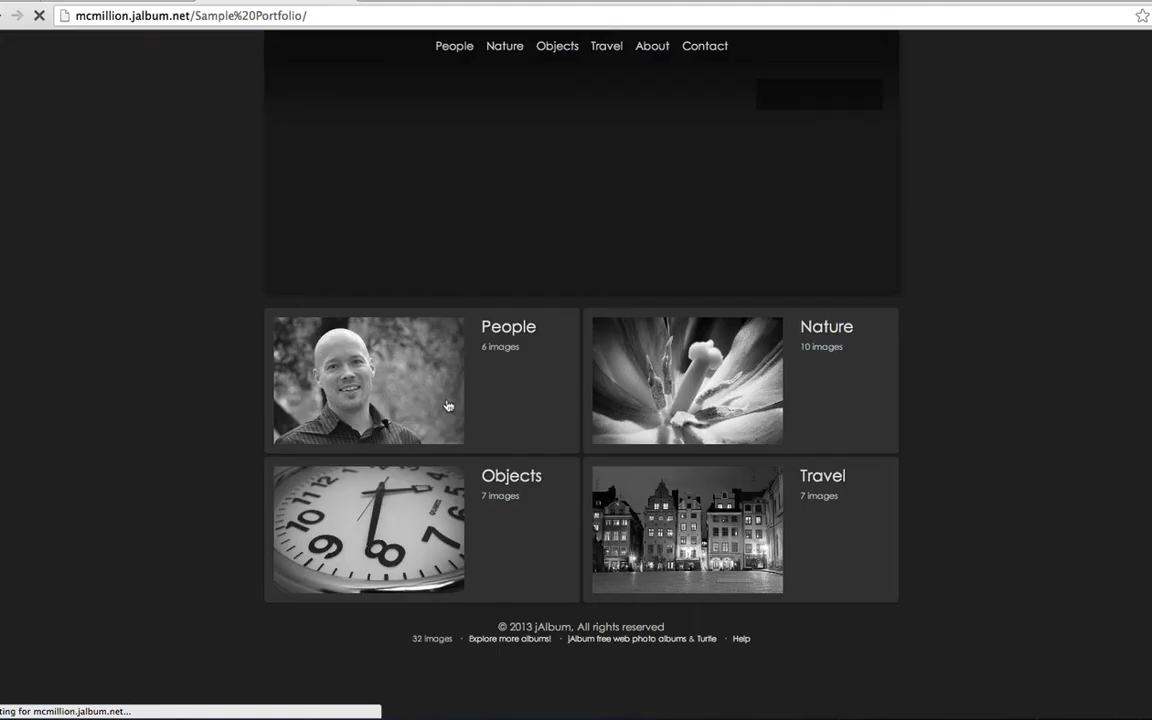 mcmillion.jalbum.net/Sample%20Portfolio/
People Nature Objects Travel About Contact
People
6 images
Nature
10 images
Objects
7 images
Travel
7 images
© 2013 jAlbum, All rights reserved
32 images · Explore more albums! · jAlbum free web photo albums & Turtle · Help
ting for mcmillion.jalbum.net...